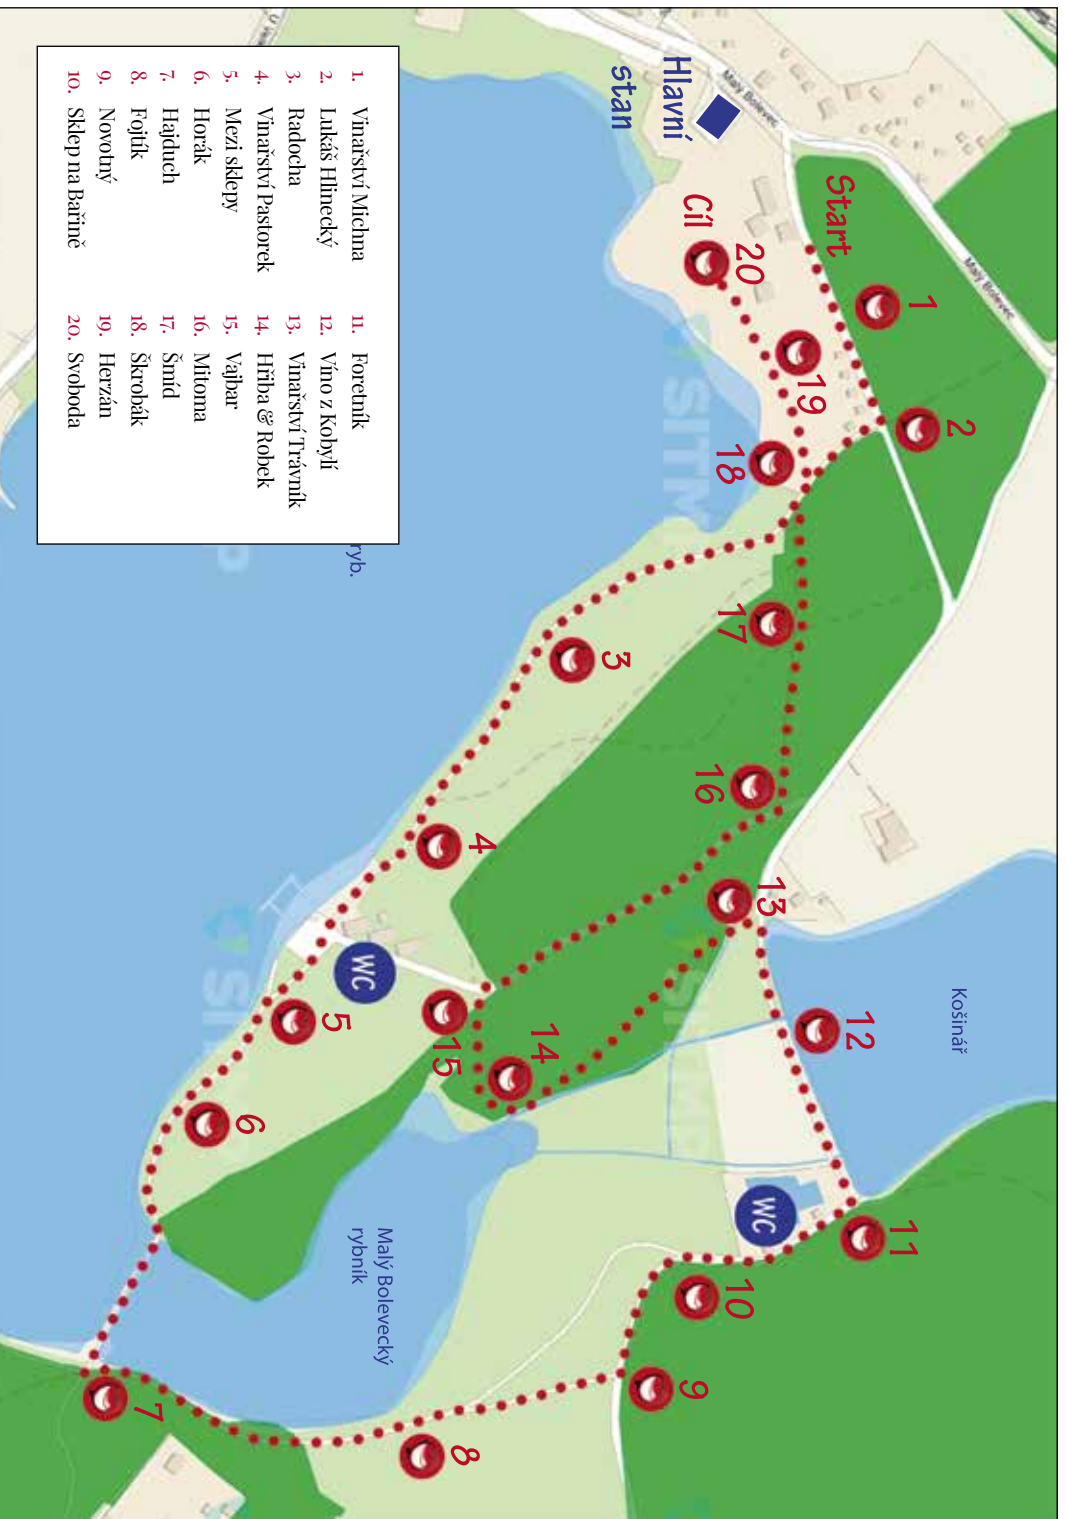 Malý Bolevec
Malý Bolevec
Hlavní
stan
Start
Cíl
1
2
3
4
5
6
7
8
9
10
11
12
13
14
15
16
17
18
19
20
WC
WC
Košinář
Malý Bolevecký
rybník
ryb.
SITMP
SITMP
1. Vinařství Michna
2. Lukáš Hlinecký
3. Radocha
4. Vinařství Pastorek
5. Mezi sklepy
6. Horák
7. Hajduch
8. Fojtík
9. Novotný
10. Sklep na Bařině
11. Foretník
12. Víno z Kobylí
13. Vinařství Trávník
14. Hřiba & Robek
15. Vajbar
16. Mitoma
17. Šmíd
18. Škrobák
19. Herzán
20. Svoboda